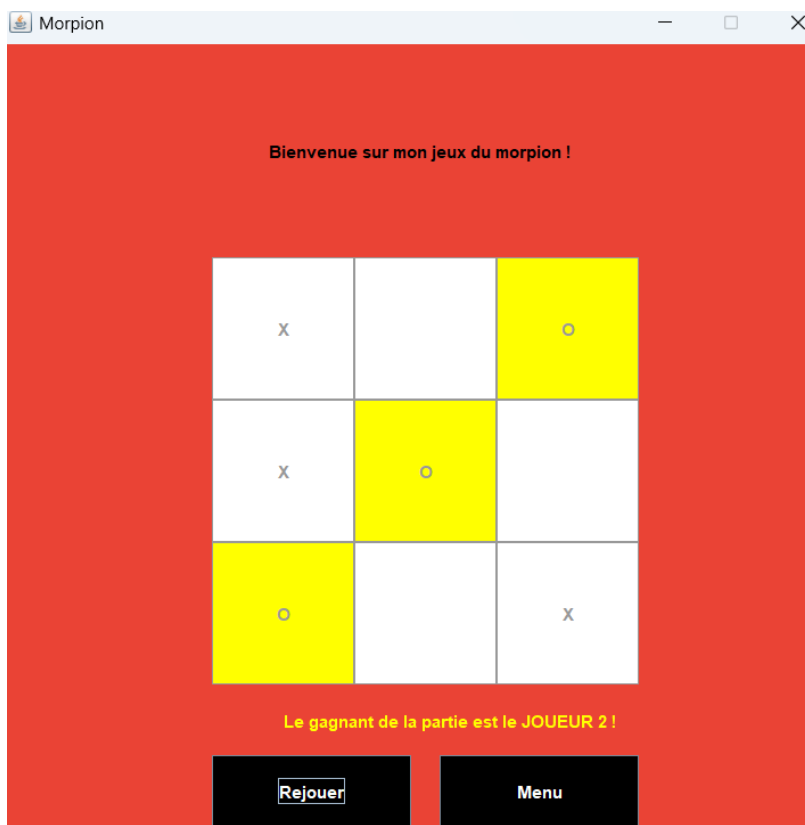 Morpion
Bienvenue sur mon jeux du morpion !
X O
X O
O X
Le gagnant de la partie est le JOUEUR 2 !
Rejouer Menu